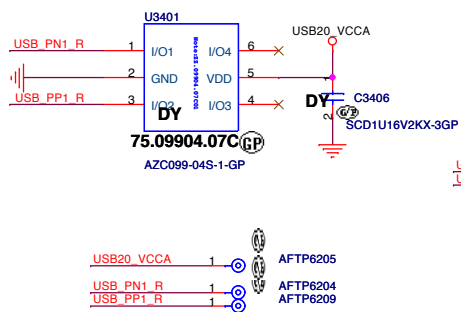 U3401
USB20_VCCA
USB_PN1_R 1 I/O1 I/O4 6
2 GND VDD 5
USB_PP1_R 3 I/O2 I/O3 4
DY
75.09904.07C GP
AZC099-04S-1-GP
1
DY C3406
2
SCD1U16V2KX-3GP
USB20_VCCA 1 AFTP6205
USB_PN1_R 1 AFTP6204
USB_PP1_R 1 AFTP6209